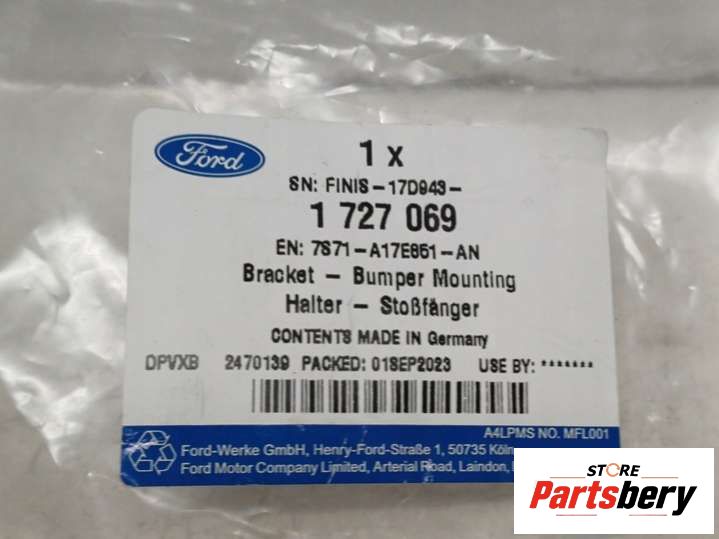 Ford
1 x
SN: FINIS-17D943-
1 727 069
EN: 7S71-A17E851-AN
Bracket - Bumper Mounting
Halter - Stoßfänger
CONTENTS MADE IN Germany
DPVXB 2470139 PACKED: 01SEP2023 USE BY: *******
A4LPMS NO. MFL001
Ford-Werke GmbH, Henry-Ford-Straße 1, 50735 Köln
Ford Motor Company Limited, Arterial Road, Laindon,
STORE
Partsbery